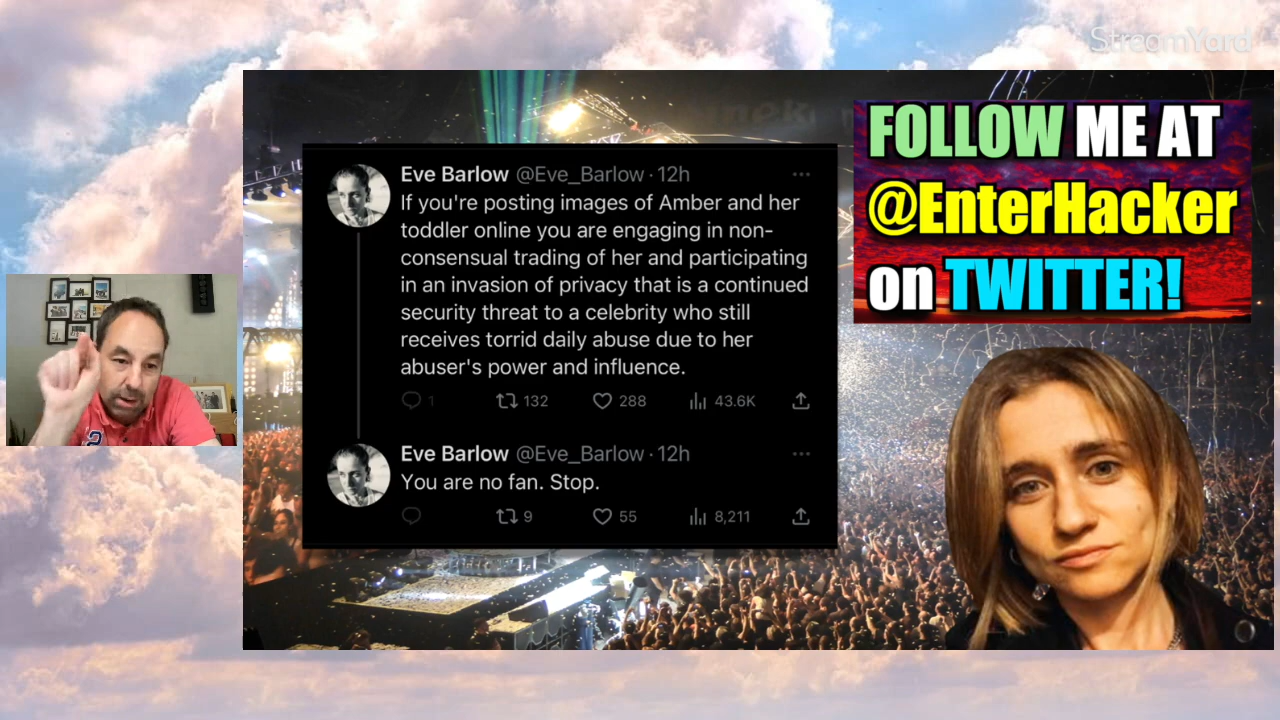 StreamYard
FOLLOW ME AT
@EnterHacker
on TWITTER!
Eve Barlow @Eve_Barlow · 12h
If you're posting images of Amber and her
toddler online you are engaging in non-
consensual trading of her and participating
in an invasion of privacy that is a continued
security threat to a celebrity who still
receives torrid daily abuse due to her
abuser's power and influence.
1 132 288 43.6K
Eve Barlow @Eve_Barlow · 12h
You are no fan. Stop.
9 55 8,211
2